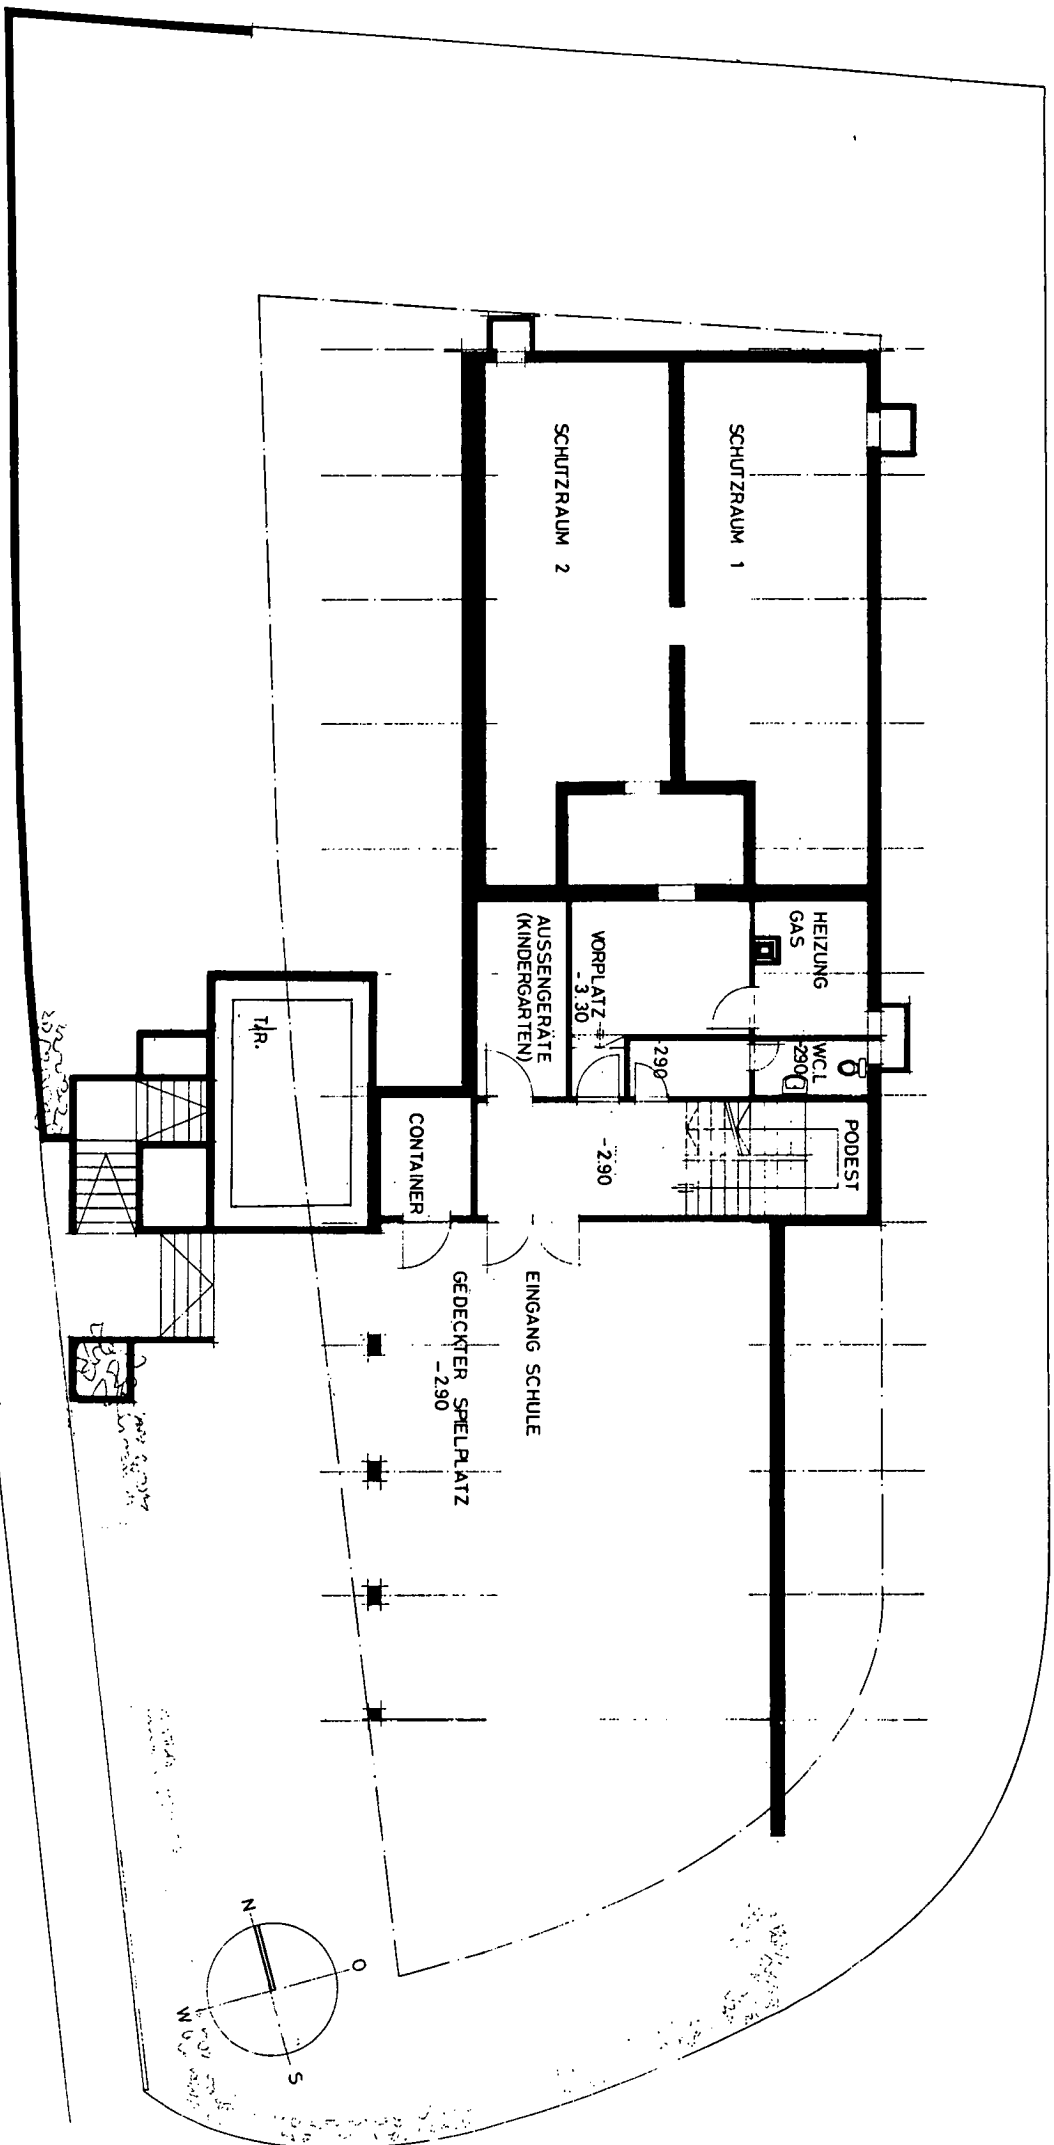 SCHUTZRAUM 1
SCHUTZRAUM 2
HEIZUNG
GAS
WC.L
-290
VORPLATZ
-3.30
-290
AUSSENGERÄTE
(KINDERGARTEN)
PODEST
-2.90
CONTAINER
T/R.
EINGANG SCHULE
GEDECKTER SPIELPLATZ
-2.90
N
O
W
S